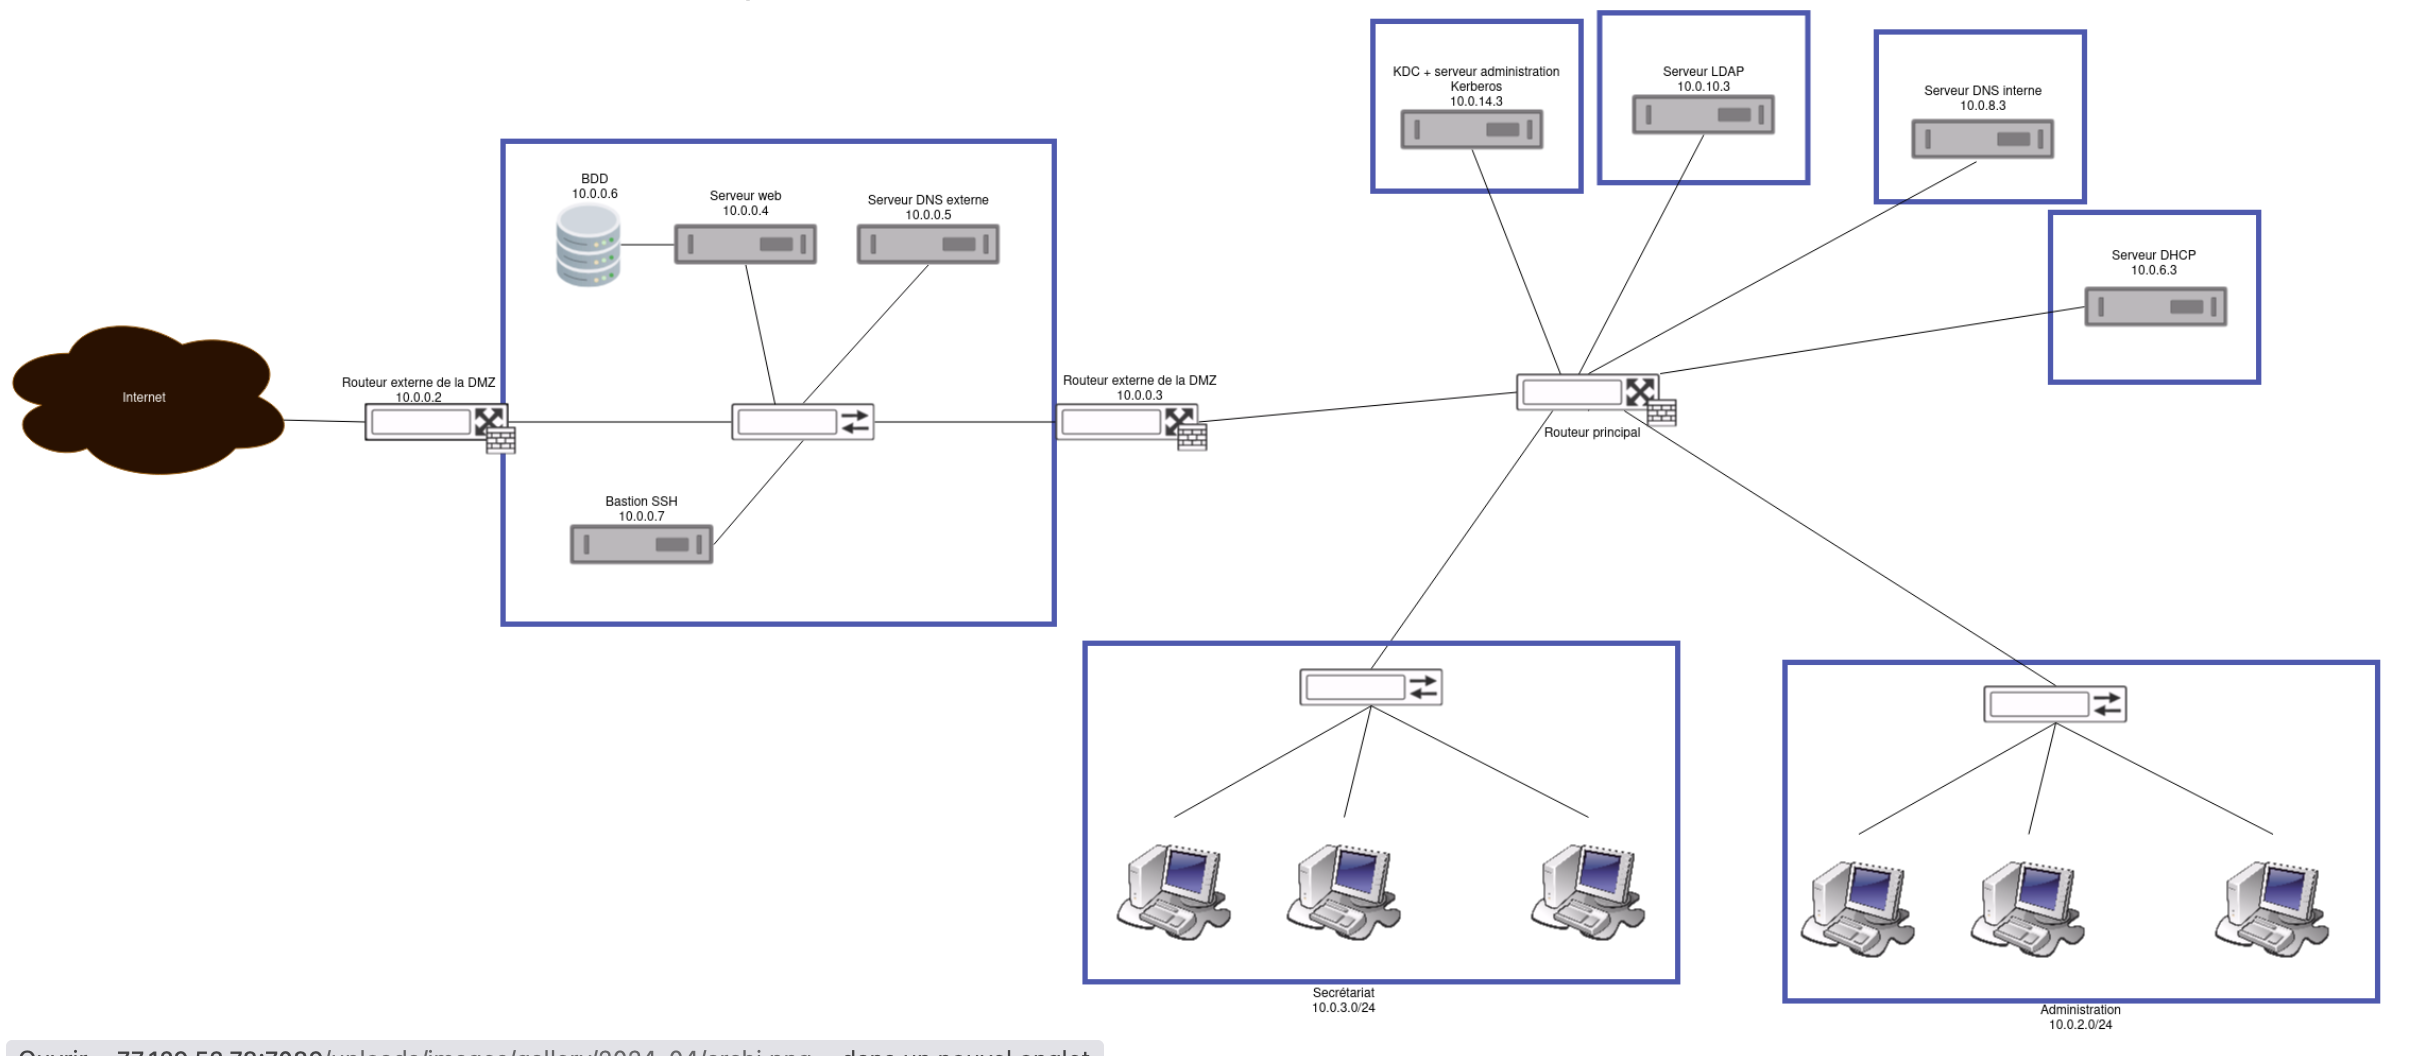 KDC + serveur administration
Kerberos
10.0.14.3
Serveur LDAP
10.0.10.3
Serveur DNS interne
10.0.8.3
BDD
10.0.0.6
Serveur web
10.0.0.4
Serveur DNS externe
10.0.0.5
Serveur DHCP
10.0.6.3
Internet
Routeur externe de la DMZ
10.0.0.2
Routeur externe de la DMZ
10.0.0.3
Routeur principal
Bastion SSH
10.0.0.7
Secrétariat
10.0.3.0/24
Administration
10.0.2.0/24